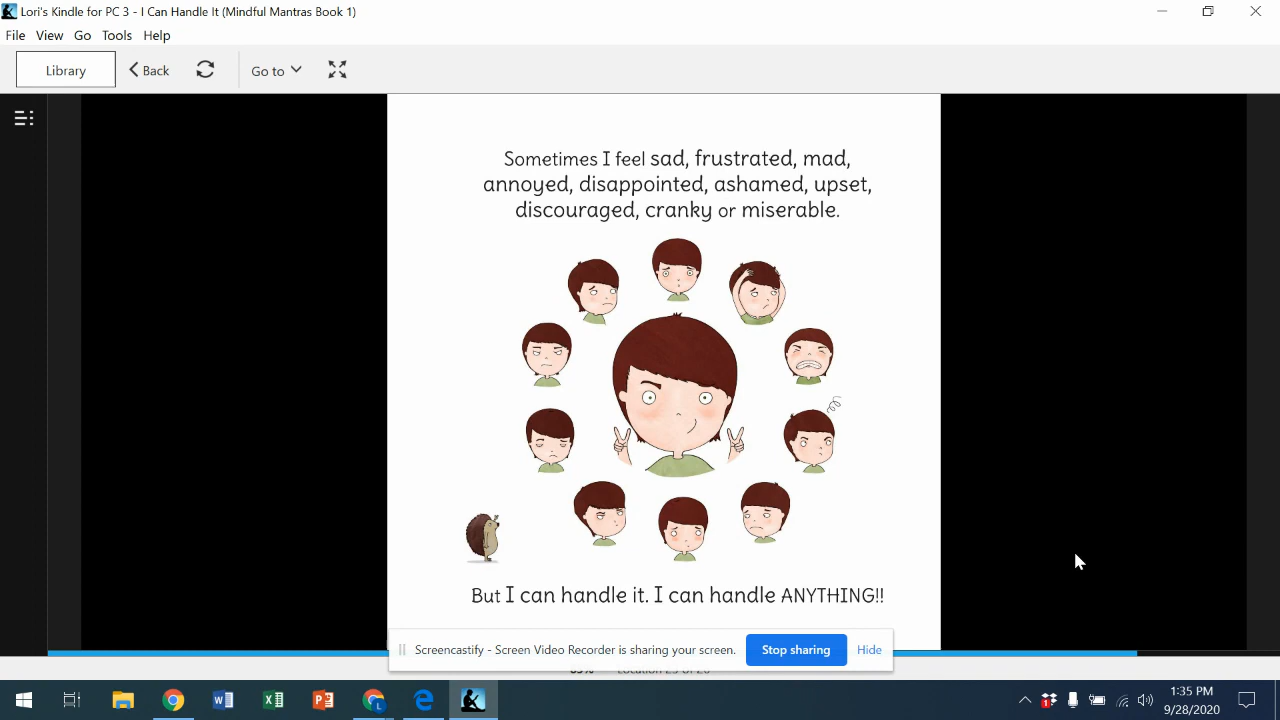 Lori's Kindle for PC 3 - I Can Handle It (Mindful Mantras Book 1)
File View Go Tools Help
Library Back Go to
Sometimes I feel sad, frustrated, mad,
annoyed, disappointed, ashamed, upset,
discouraged, cranky or miserable.
But I can handle it. I can handle ANYTHING!!
Screencastify - Screen Video Recorder is sharing your screen. Stop sharing Hide
1:35 PM
9/28/2020